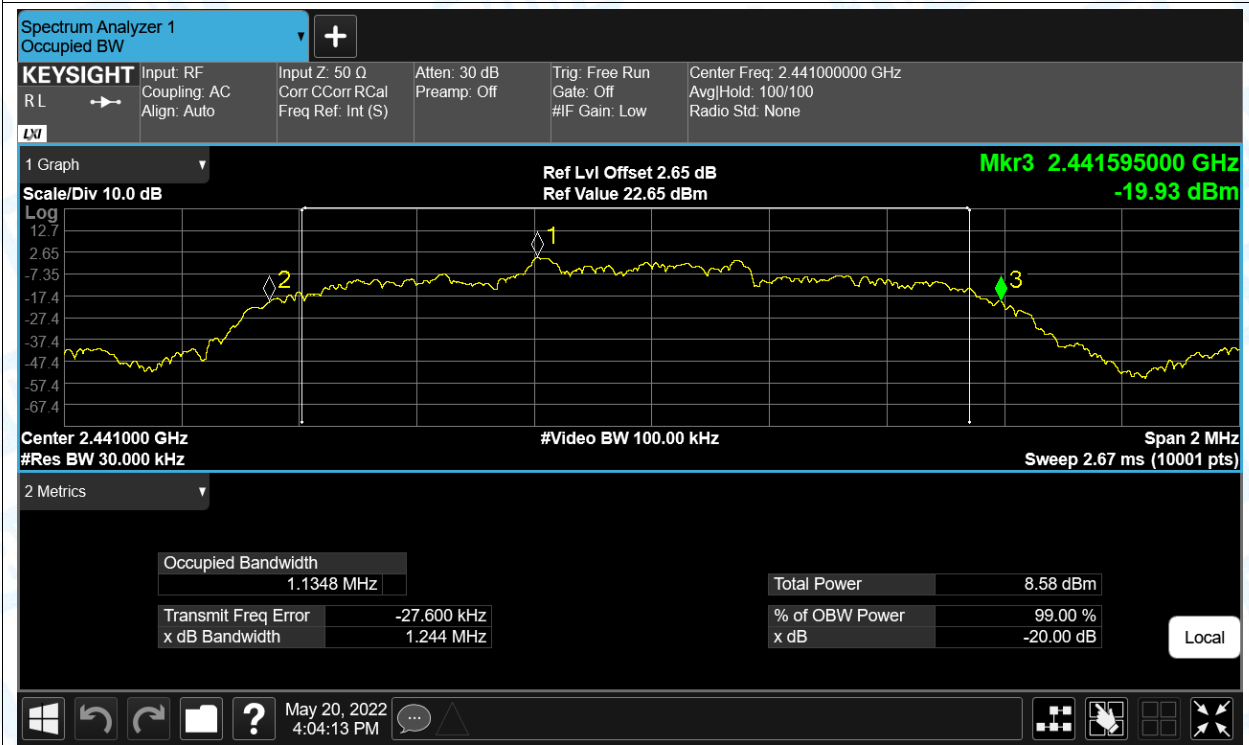 Spectrum Analyzer 1
Occupied BW
KEYSIGHT
R L
LXI
Input: RF
Coupling: AC
Align: Auto
Input Z: 50 Ω
Corr CCorr RCal
Freq Ref: Int (S)
Atten: 30 dB
Preamp: Off
Trig: Free Run
Gate: Off
#IF Gain: Low
Center Freq: 2.441000000 GHz
Avg|Hold: 100/100
Radio Std: None
1 Graph
Scale/Div 10.0 dB
Ref Lvl Offset 2.65 dB
Ref Value 22.65 dBm
Mkr3 2.441595000 GHz
-19.93 dBm
Log
12.7
2.65
-7.35
-17.4
-27.4
-37.4
-47.4
-57.4
-67.4
1
2
3
Center 2.441000 GHz
#Video BW 100.00 kHz
Span 2 MHz
#Res BW 30.000 kHz
Sweep 2.67 ms (10001 pts)
2 Metrics
Occupied Bandwidth
1.1348 MHz
Transmit Freq Error -27.600 kHz
x dB Bandwidth 1.244 MHz
Total Power 8.58 dBm
% of OBW Power 99.00 %
x dB -20.00 dB
Local
?
May 20, 2022
4:04:13 PM